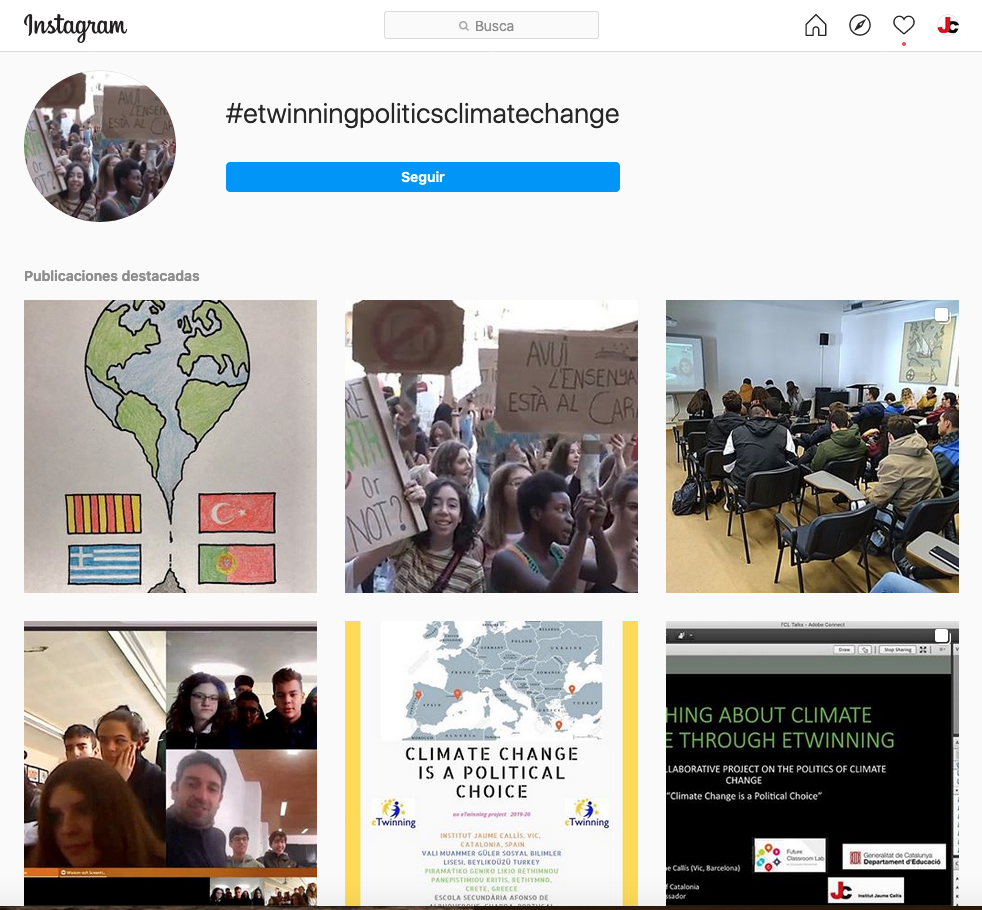 Instagram
Busca
Jc
#etwinningpoliticsclimatechange
AVUI
Seguir
Publicaciones destacadas
AVUI
L'ENSENYA
ESTÀ AL CAR
OR
NOT?
FCL Talks - Adobe Connect
Draw
Stop Sharing
HING ABOUT CLIMATE
E THROUGH ETWINNING
LLABORATIVE PROJECT ON THE POLITICS OF CLIMATE
CHANGE
"Climate Change is a Political Choice"
CLIMATE CHANGE
IS A POLITICAL
CHOICE
an eTwinning project 2019-20
eTwinning
eTwinning
INSTITUT JAUME CALLÍS, VIC,
CATALONIA, SPAIN
VALI MUAMMER GÜLER SOSYAL BILIMLER
LISESI, BEYLIKDÜZÜ TURKEY
PIRAMATIKO GENIKO LIKIO RETHIMNOU
PANEPISTIMIOU KRITIS, RETHYMNO,
CRETE, GREECE
ESCOLA SECUNDÁRIA AFONSO DE
Future
Classroom Lab
Generalitat de Catalunya
Departament d'Educació
Callís (Vic, Barcelona)
f Catalonia
ssador
Jc
Institut Jaume Callís